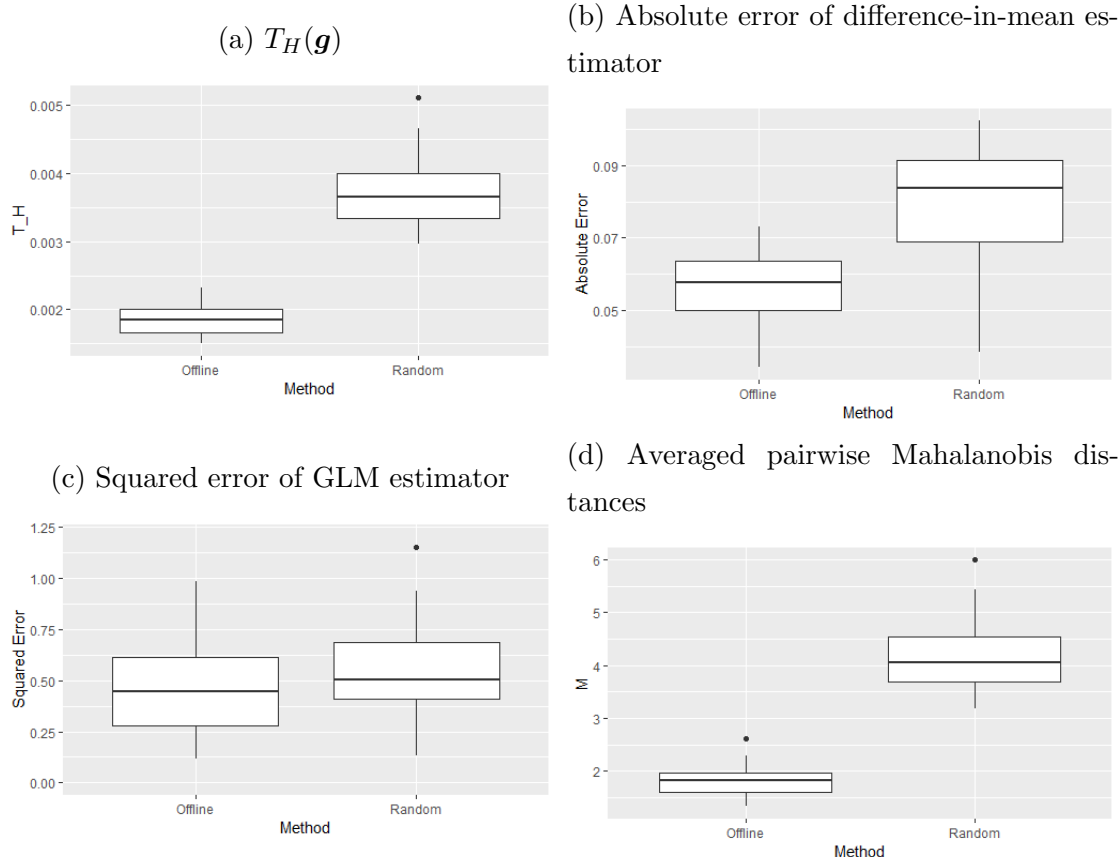 (a) T_H(g)
0.005
0.004
0.003
0.002
T_H
Offline
Random
Method
(b) Absolute error of difference-in-mean es-
timator
0.09
0.07
0.05
Absolute Error
Offline
Random
Method
(c) Squared error of GLM estimator
1.25
1.00
0.75
0.50
0.25
0.00
Squared Error
Offline
Random
Method
(d) Averaged pairwise Mahalanobis dis-
tances
6
5
4
3
2
M
Offline
Random
Method